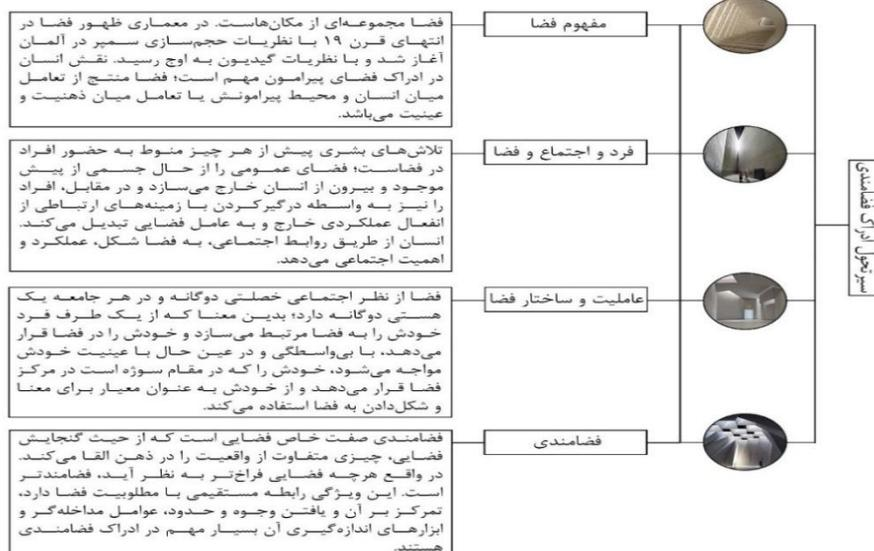 سیر تحول ادراک فضامندی
مفهوم فضا
فضا مجموعه‌ای از مکان‌هاست. در معماری ظهور فضا در
انتهای قرن ۱۹ با نظریات حجم‌سازی سمپر در آلمان
آغاز شد و با نظریات گیدیون به اوج رسید. نقش انسان
در ادراک فضای پیرامون مهم است؛ فضا منتج از تعامل
میان انسان و محیط پیرامونش یا تعامل میان ذهنیت و
عینیت می‌باشد.
فرد و اجتماع و فضا
تلاش‌های بشری پیش از هر چیز منوط به حضور افراد
در فضاست؛ فضای عمومی را از حال جسمی از پیش
موجود و بیرون از انسان خارج می‌سازد و در مقابل، افراد
را نیز به واسطه درگیرکردن با زمینه‌های ارتباطی از
انفعال عملکردی خارج و به عامل فضایی تبدیل می‌کند.
انسان از طریق روابط اجتماعی، به فضا شکل، عملکرد و
اهمیت اجتماعی می‌دهد.
عاملیت و ساختار فضا
فضا از نظر اجتماعی خصلتی دوگانه و در هر جامعه یک
هستی دوگانه دارد؛ بدین معنا که از یک طرف فرد
خودش را به فضا مرتبط می‌سازد و خودش را در فضا قرار
می‌دهد، با بی‌واسطگی و در عین حال با عینیت خودش
مواجه می‌شود، خودش را که در مقام سوژه است در مرکز
فضا قرار می‌دهد و از خودش به عنوان معیار برای معنا
و شکل‌دادن به فضا استفاده می‌کند.
فضامندی
فضامندی صفت خاص فضایی است که از حیث گنجایش
فضایی، چیزی متفاوت از واقعیت را در ذهن القا می‌کند.
در واقع هرچه فضایی فراخ‌تر به نظر آید، فضامندتر
است. این ویژگی رابطه مستقیمی با مطلوبیت فضا دارد،
تمرکز بر آن و یافتن وجوه و حدود، عوامل مداخله‌گر و
ابزارهای اندازه‌گیری آن بسیار مهم در ادراک فضامندی
هستند.